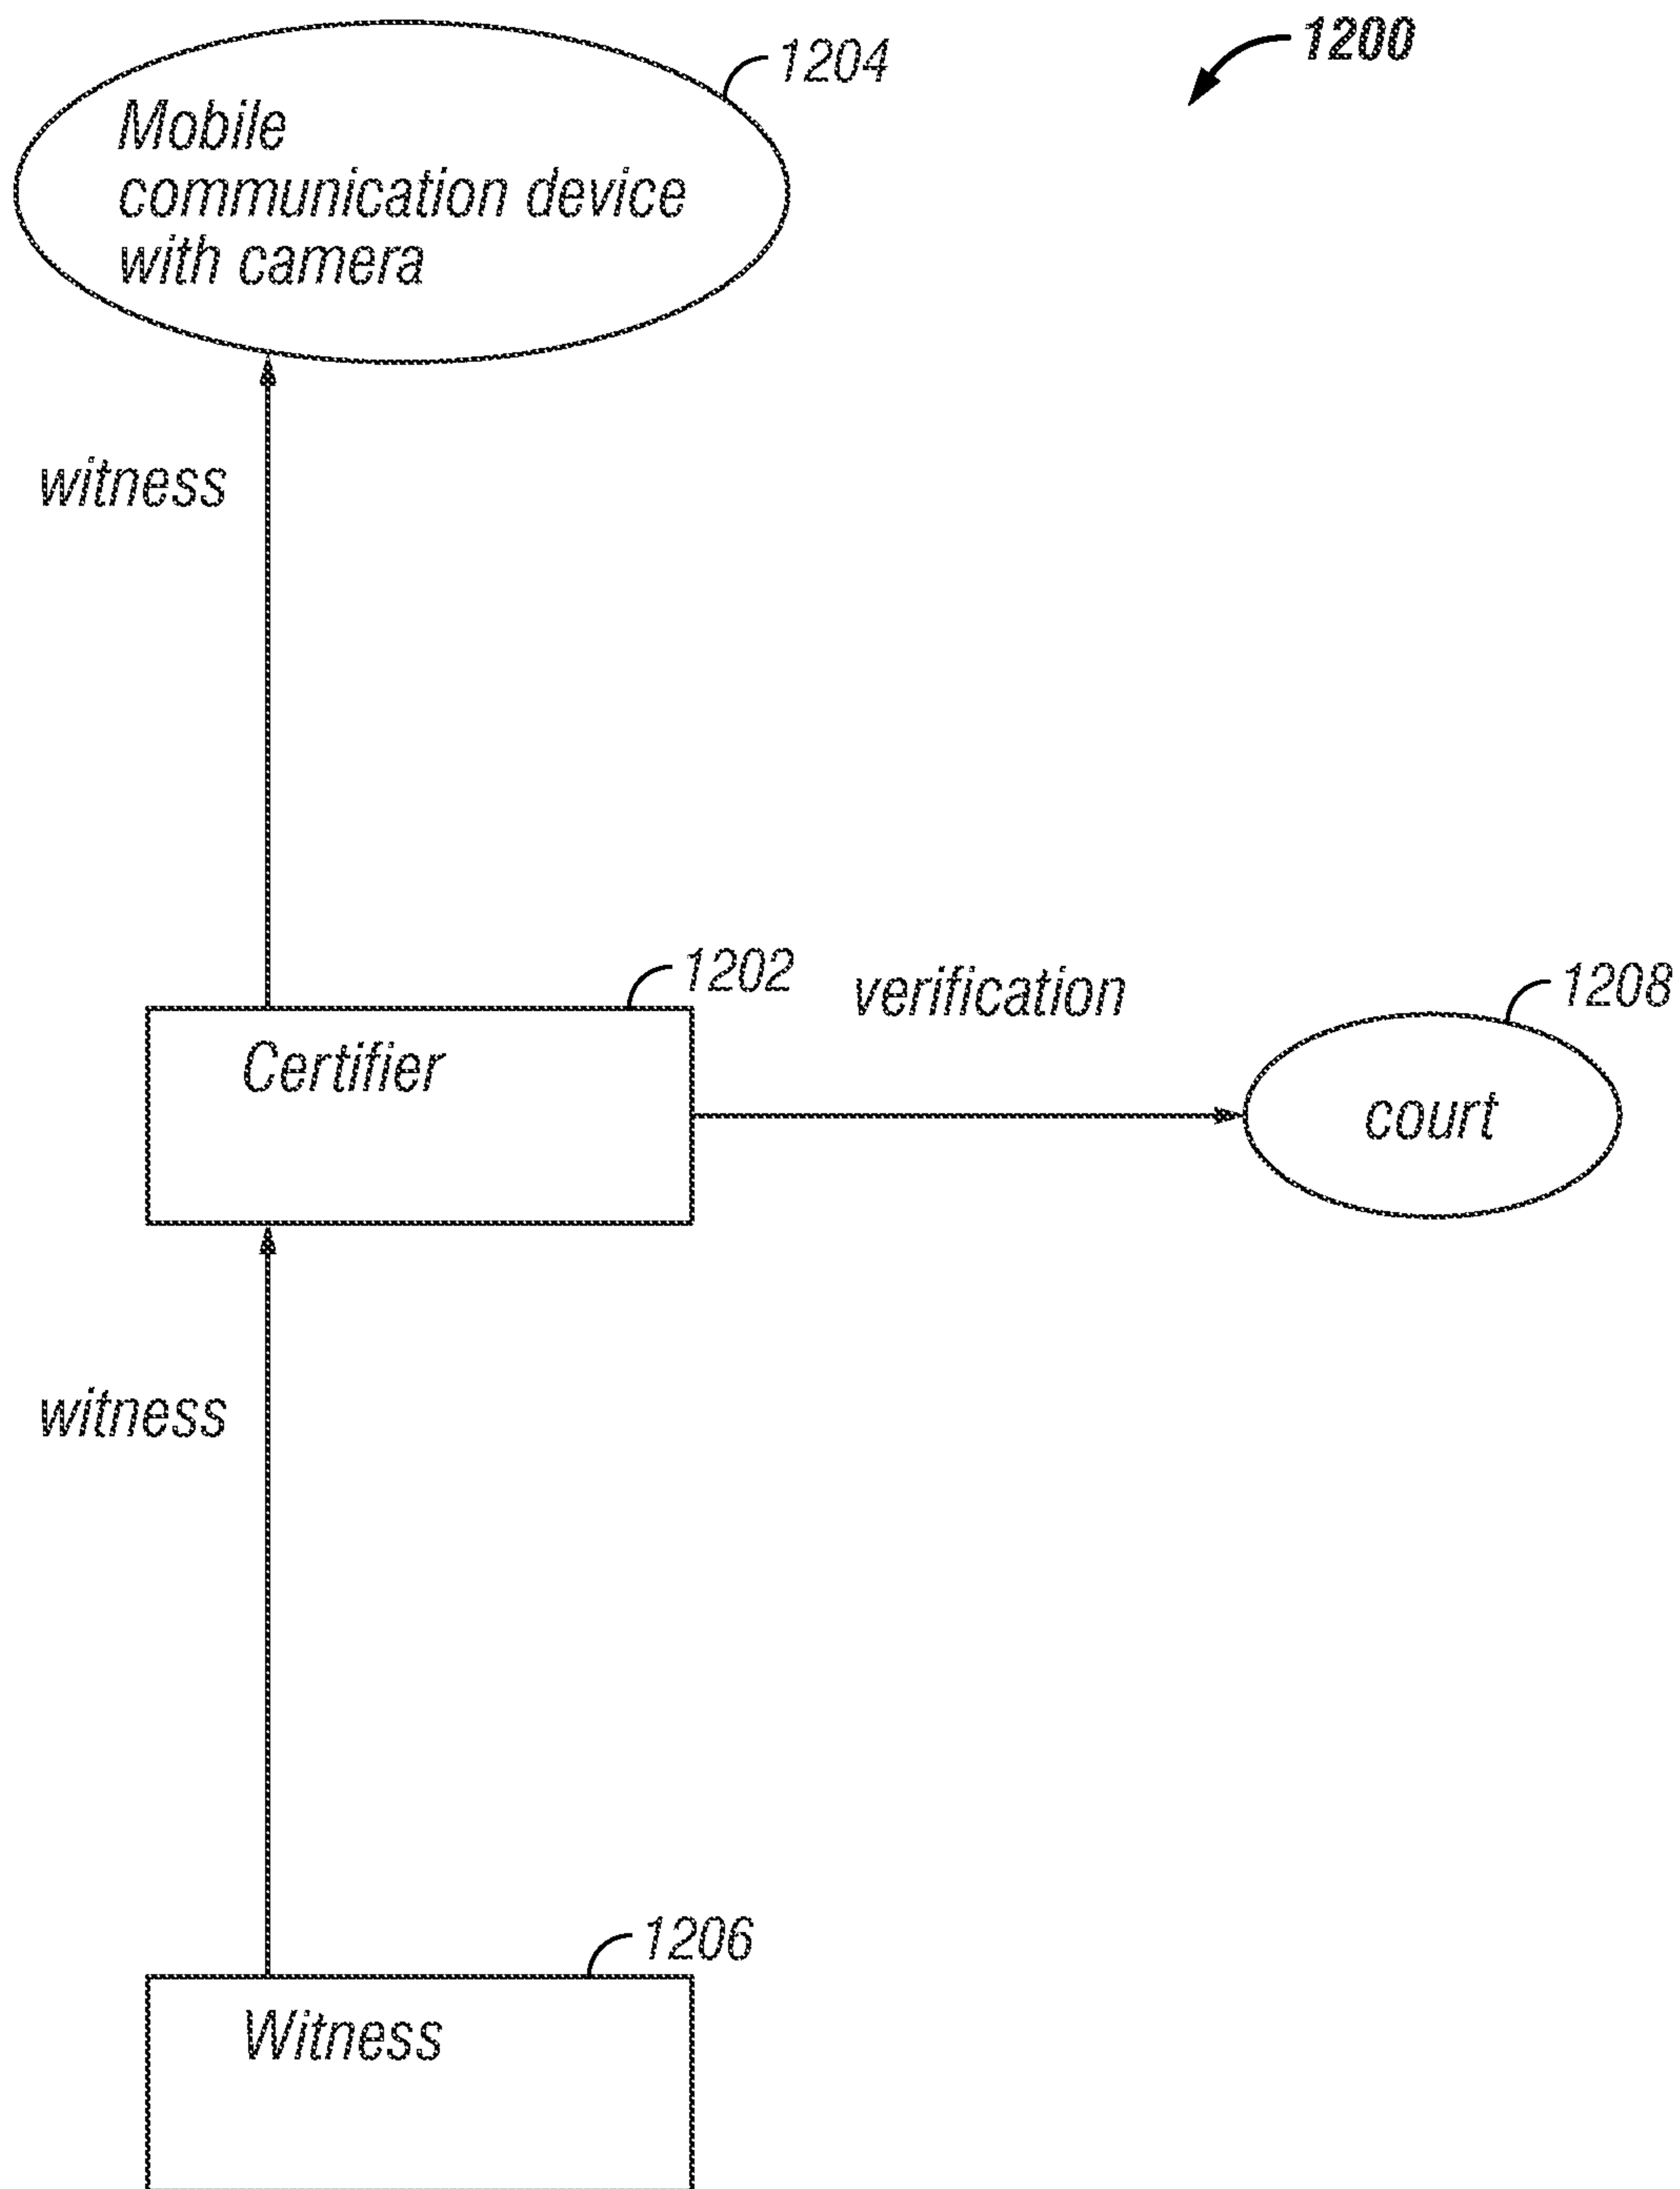 1200
1204
Mobile
communication device
with camera
witness
1202
verification
1208
Certifier
court
witness
1206
Witness